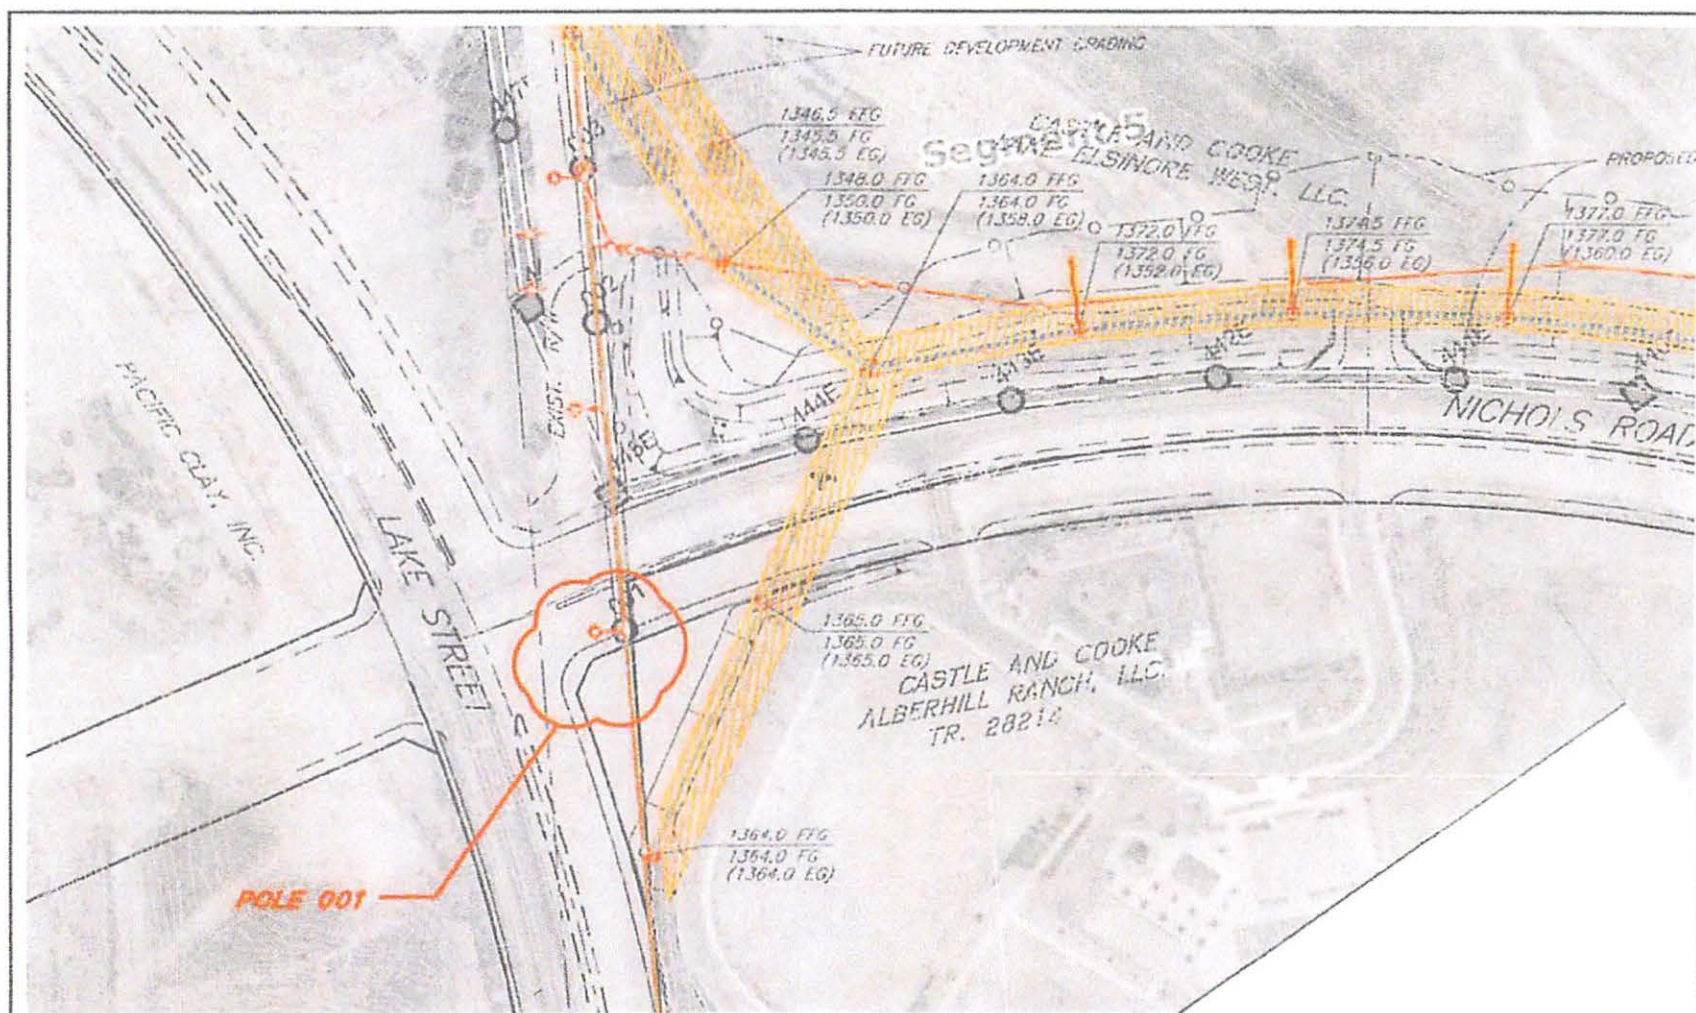 FUTURE DEVELOPMENT GRADING
1346.5 FFG
1345.5 FG
(1345.5 EG)
Segment 5
CASTLE AND COOKE
LAKE ELSINORE WEST, LLC.
PROPOSED
1348.0 FFG
1350.0 FG
(1350.0 EG)
1364.0 FFG
1364.0 FG
(1358.0 EG)
1372.0 FFG
1372.0 FG
1374.5 FFG
1374.5 FG
(1356.0 EG)
1377.0 FFG
1377.0 FG
(1360.0 EG)
EXIST. R/W
444E
442E
NICHOLS ROAD
PACIFIC CLAY, INC.
LAKE STREET
1365.0 FFG
1365.0 FG
(1365.0 EG)
CASTLE AND COOKE
ALBERHILL RANCH, LLC.
TR. 28214
1364.0 FFG
1364.0 FG
(1364.0 EG)
POLE 001